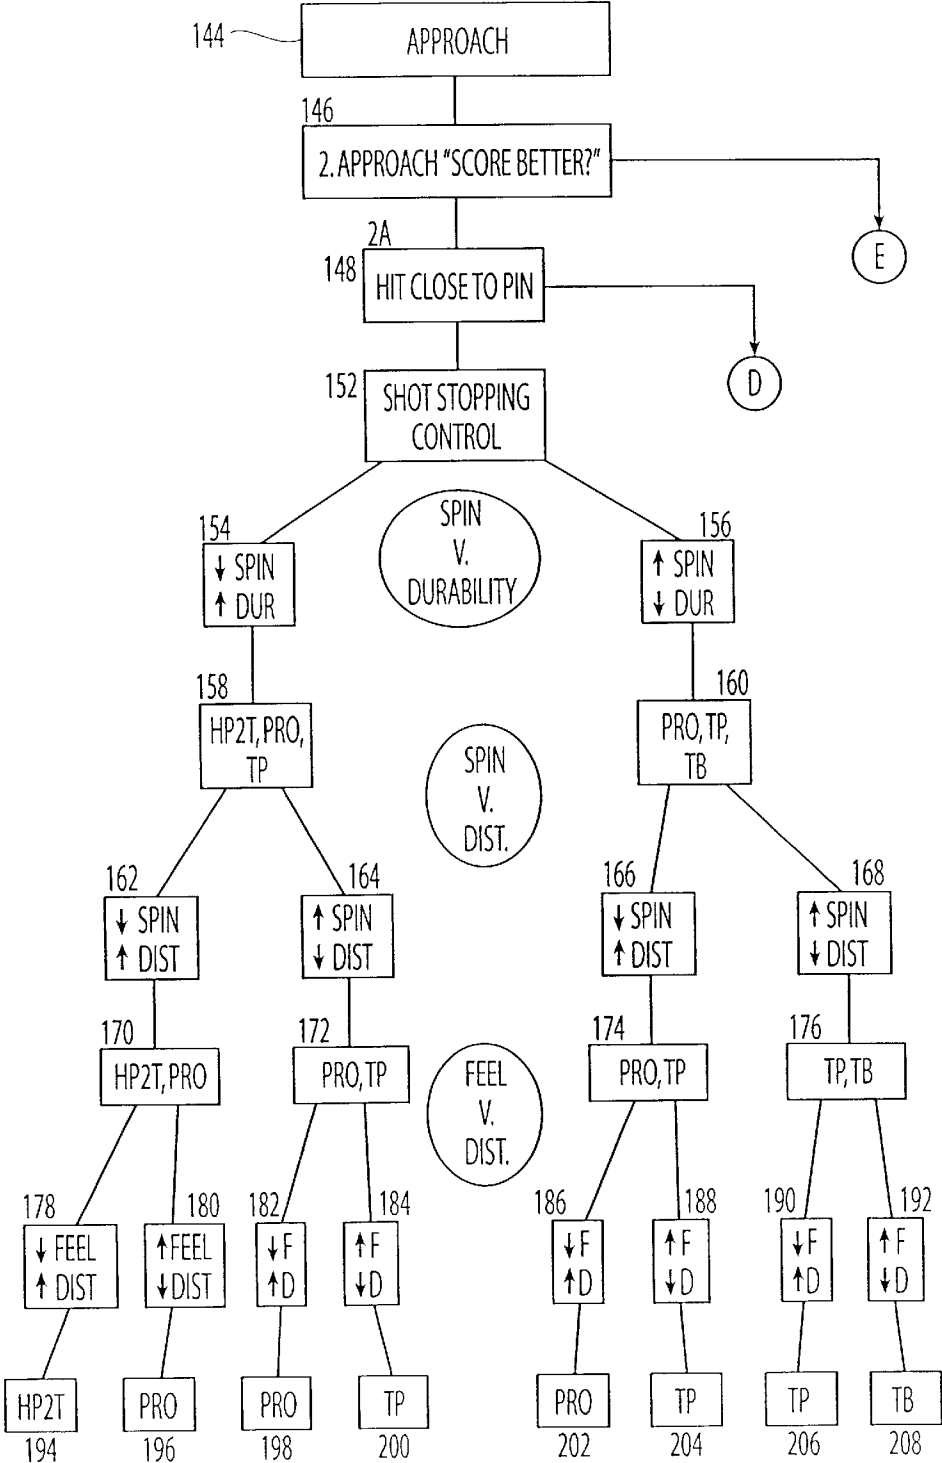 144
APPROACH
146
2. APPROACH "SCORE BETTER?"
E
2A
148
HIT CLOSE TO PIN
D
152
SHOT STOPPING
CONTROL
SPIN
V.
DURABILITY
154
↓ SPIN
↑ DUR
156
↑ SPIN
↓ DUR
158
HP2T, PRO,
TP
160
PRO, TP,
TB
SPIN
V.
DIST.
162
↓ SPIN
↑ DIST
164
↑ SPIN
↓ DIST
166
↓ SPIN
↑ DIST
168
↑ SPIN
↓ DIST
170
HP2T, PRO
172
PRO, TP
FEEL
V.
DIST.
174
PRO, TP
176
TP, TB
178
↓ FEEL
↑ DIST
180
↑ FEEL
↓ DIST
182
↓ F
↑ D
184
↑ F
↓ D
186
↓ F
↑ D
188
↑ F
↓ D
190
↓ F
↑ D
192
↑ F
↓ D
HP2T
194
PRO
196
PRO
198
TP
200
PRO
202
TP
204
TP
206
TB
208